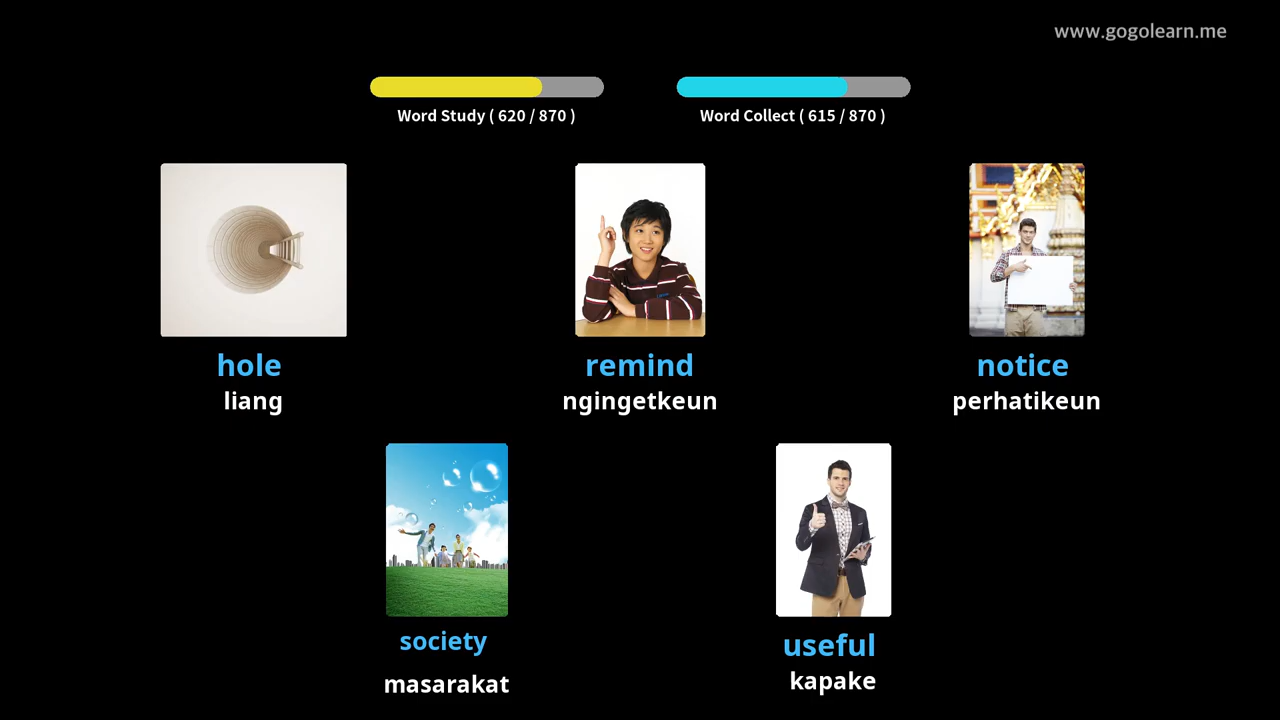 www.gogolearn.me
Word Study ( 620 / 870 )
Word Collect ( 615 / 870 )
hole
liang
remind
ngingetkeun
notice
perhatikeun
society
masarakat
useful
kapake